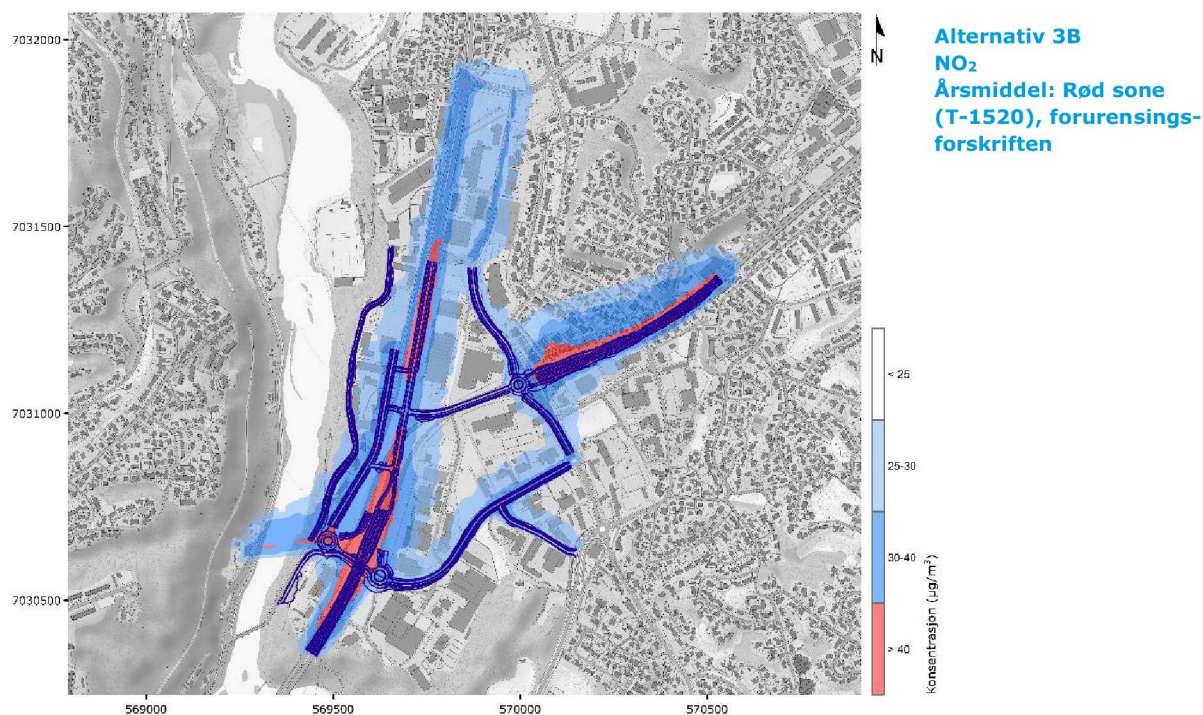 7032000
7031500
7031000
7030500
569000
569500
570000
570500
N
< 25
25-30
30-40
> 40
Konsentrasjon (µg/m³)
Alternativ 3B
NO₂
Årsmiddel: Rød sone
(T-1520), forurensings-
forskriften